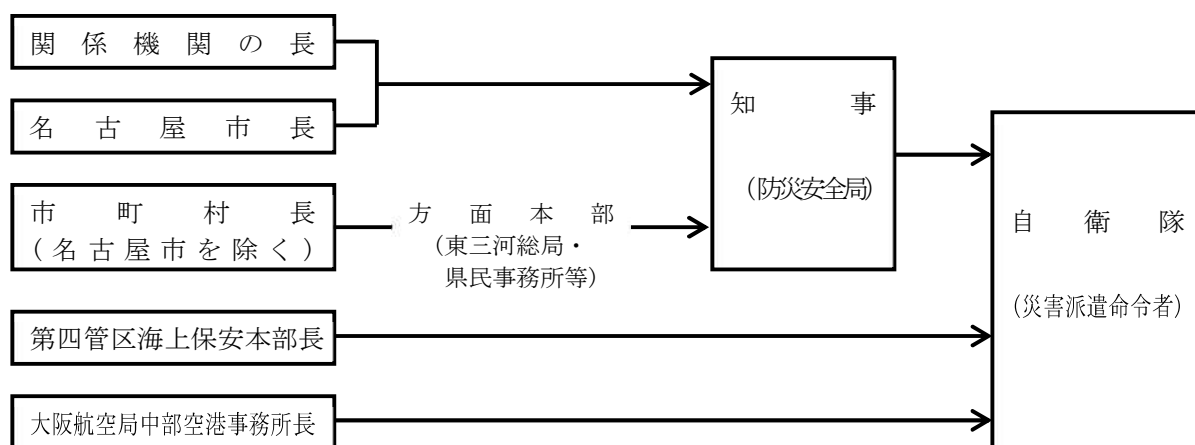 関係機関の長
名古屋市長
市町村長
(名古屋市を除く)
方面本部
(東三河総局・
県民事務所等)
知事
(防災安全局)
自衛隊
(災害派遣命令者)
第四管区海上保安本部長
大阪航空局中部空港事務所長